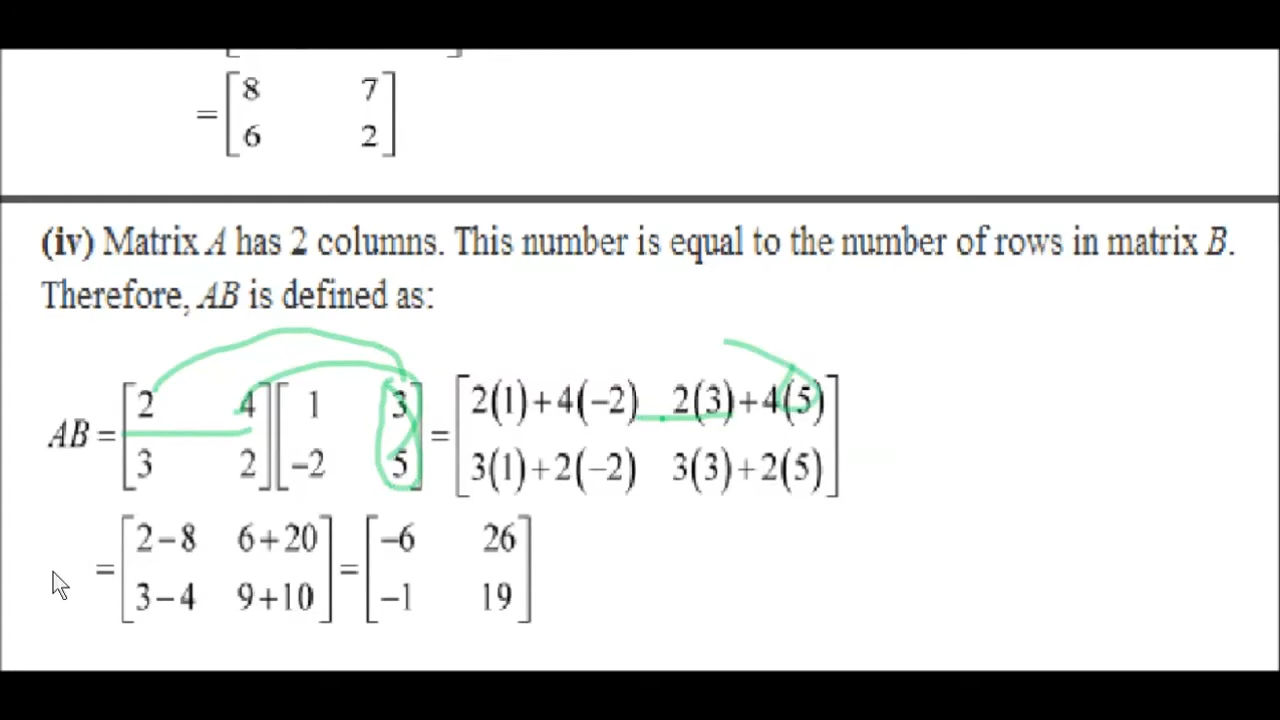 = [8 7
6 2]
(iv) Matrix A has 2 columns. This number is equal to the number of rows in matrix B.
Therefore, AB is defined as:
AB = [2 4
3 2] [1 3
–2 5] = [2(1)+4(–2) 2(3)+4(5)
3(1)+2(–2) 3(3)+2(5)]
= [2–8 6+20
3–4 9+10] = [–6 26
–1 19]